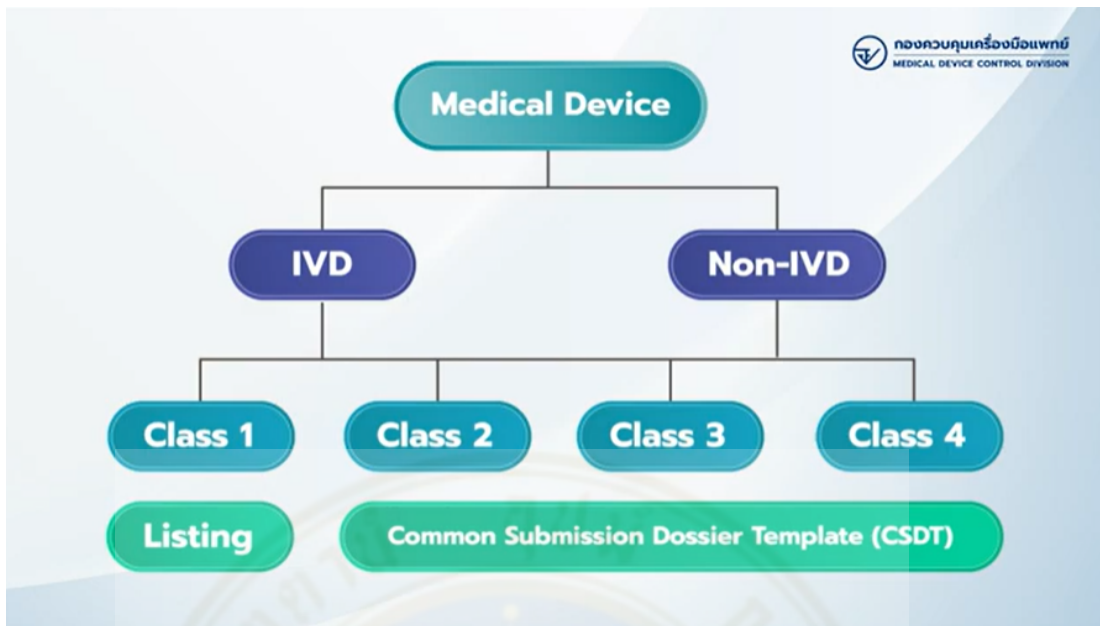 กองควบคุมเครื่องมือแพทย์
MEDICAL DEVICE CONTROL DIVISION
Medical Device
IVD
Non-IVD
Class 1
Class 2
Class 3
Class 4
Listing
Common Submission Dossier Template (CSDT)